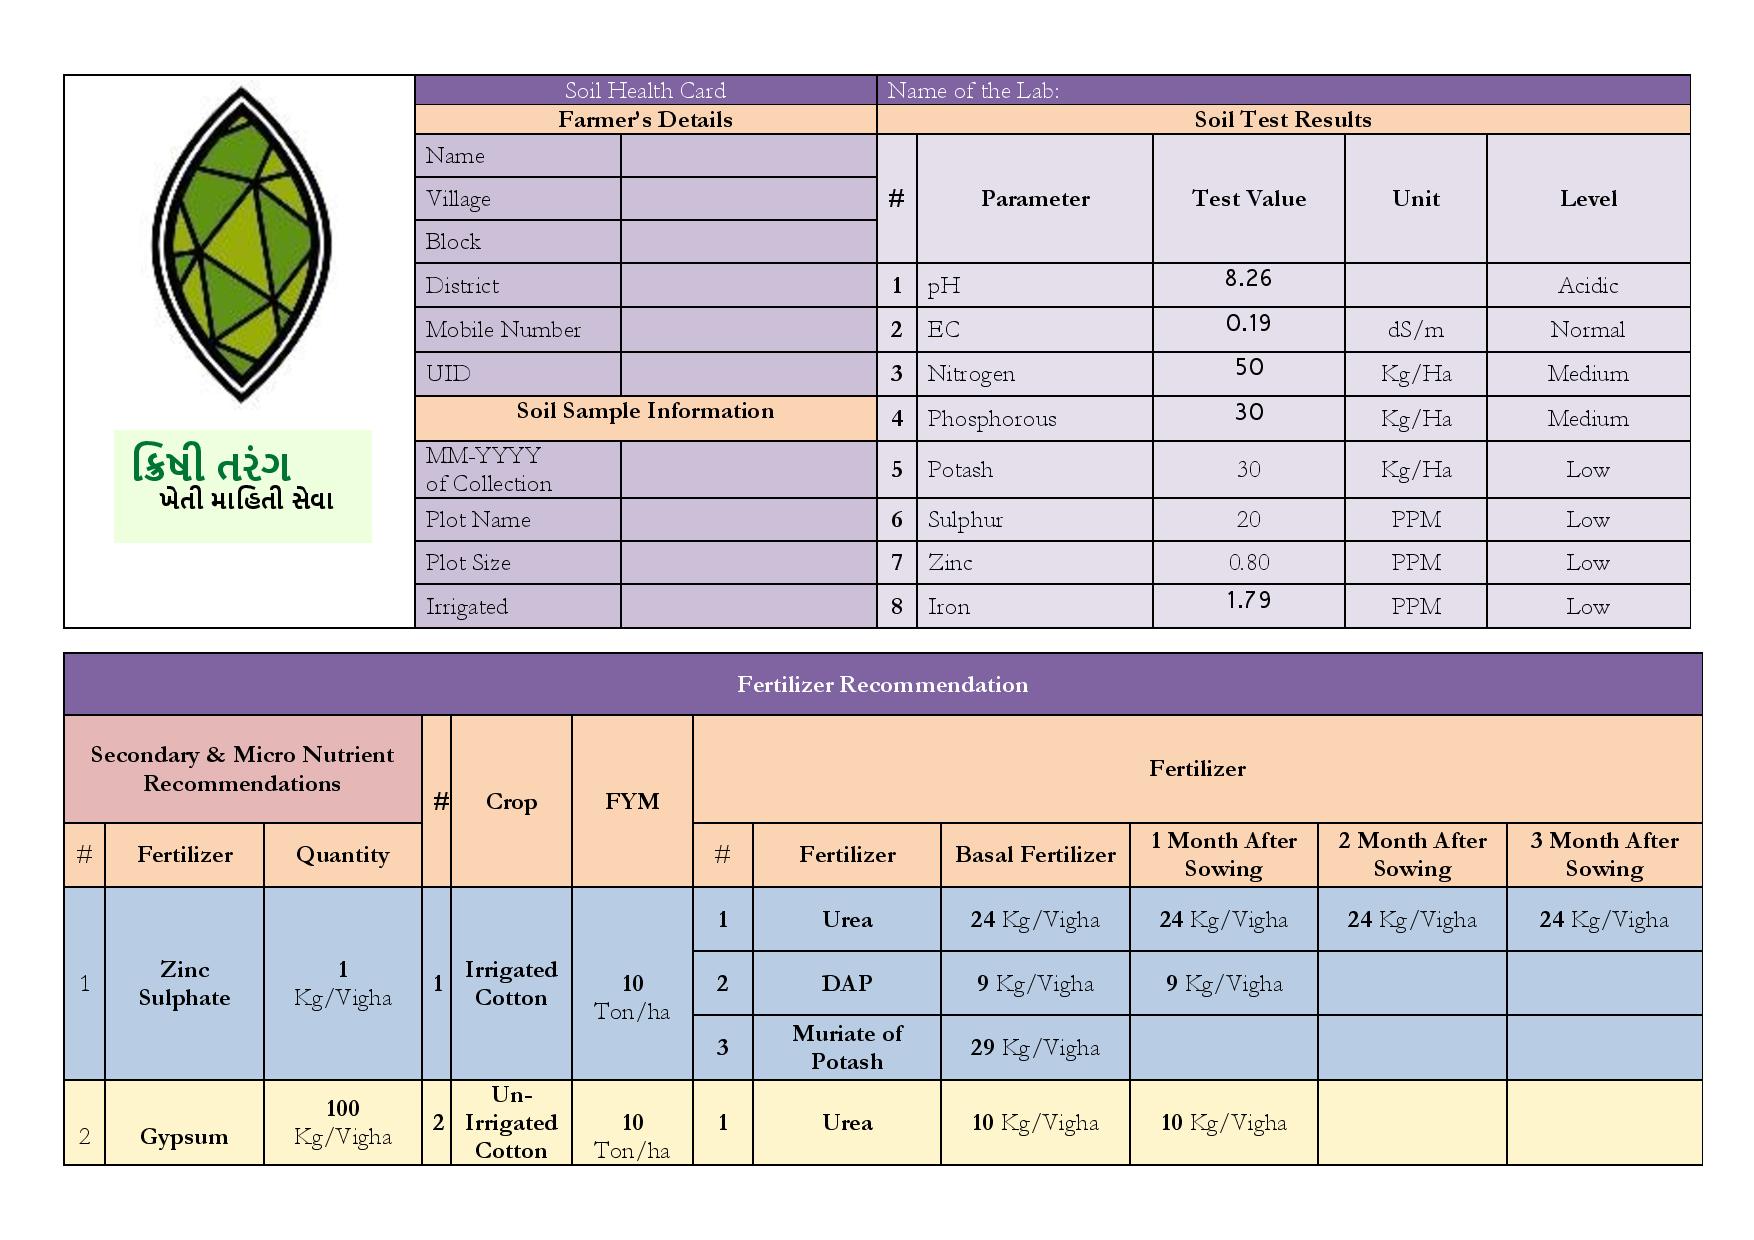 Soil Health Card
Name of the Lab:
Farmer's Details
Soil Test Results
Name
Village
Block
# Parameter Test Value Unit Level
District
1 pH 8.26 Acidic
Mobile Number
2 EC 0.19 dS/m Normal
UID
3 Nitrogen 50 Kg/Ha Medium
Soil Sample Information
4 Phosphorous 30 Kg/Ha Medium
MM-YYYY
of Collection
5 Potash 30 Kg/Ha Low
Plot Name
6 Sulphur 20 PPM Low
Plot Size
7 Zinc 0.80 PPM Low
Irrigated
8 Iron 1.79 PPM Low
ક્રિષી તરંગ
ખેતી માહિતી સેવા
Fertilizer Recommendation
Secondary & Micro Nutrient
Recommendations
# Crop FYM
Fertilizer
# Fertilizer Quantity
# Fertilizer Basal Fertilizer 1 Month After
Sowing 2 Month After
Sowing 3 Month After
Sowing
1 Zinc
Sulphate 1
Kg/Vigha
1 Irrigated
Cotton 10
Ton/ha
1 Urea 24 Kg/Vigha 24 Kg/Vigha 24 Kg/Vigha 24 Kg/Vigha
2 DAP 9 Kg/Vigha 9 Kg/Vigha
3 Muriate of
Potash 29 Kg/Vigha
2 Gypsum 100
Kg/Vigha
2 Un-
Irrigated
Cotton 10
Ton/ha
1 Urea 10 Kg/Vigha 10 Kg/Vigha